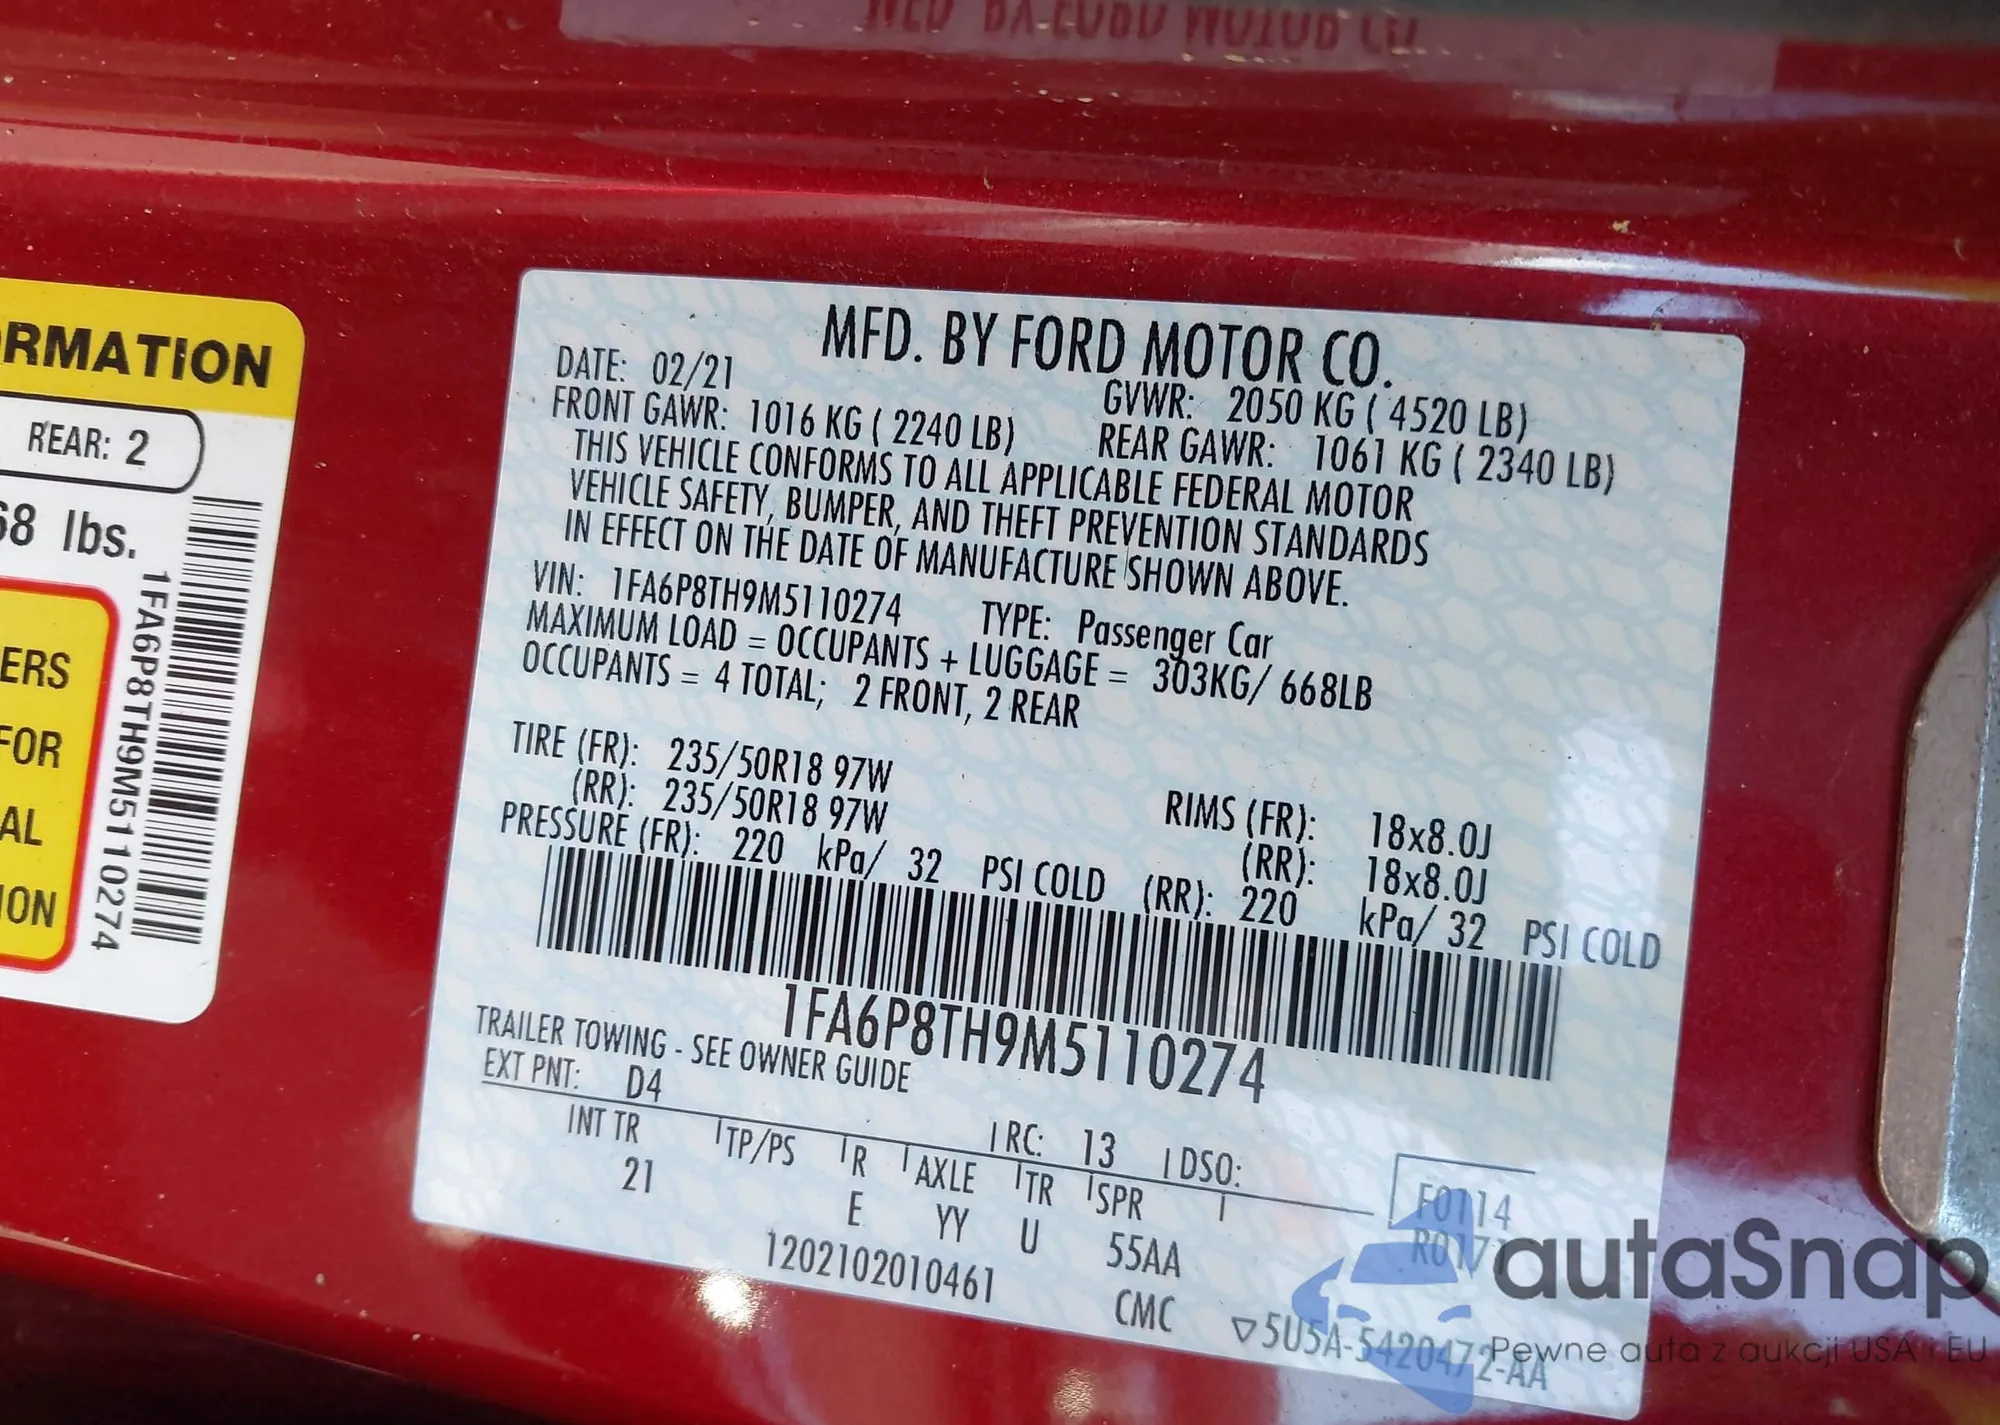 RMATION
REAR: 2
68 lbs.
ERS
FOR
AL
ION
1FA6P8TH9M5110274
MFD. BY FORD MOTOR CO.
DATE: 02/21 GVWR: 2050 KG ( 4520 LB)
FRONT GAWR: 1016 KG ( 2240 LB) REAR GAWR: 1061 KG ( 2340 LB)
THIS VEHICLE CONFORMS TO ALL APPLICABLE FEDERAL MOTOR
VEHICLE SAFETY, BUMPER, AND THEFT PREVENTION STANDARDS
IN EFFECT ON THE DATE OF MANUFACTURE SHOWN ABOVE.
VIN: 1FA6P8TH9M5110274 TYPE: Passenger Car
MAXIMUM LOAD = OCCUPANTS + LUGGAGE = 303KG/ 668LB
OCCUPANTS = 4 TOTAL; 2 FRONT, 2 REAR
TIRE (FR): 235/50R18 97W RIMS (FR): 18x8.0J
(RR): 235/50R18 97W (RR): 18x8.0J
PRESSURE (FR): 220 kPa/ 32 PSI COLD (RR): 220 kPa/ 32 PSI COLD
1FA6P8TH9M5110274
TRAILER TOWING - SEE OWNER GUIDE
EXT PNT: D4 RC: 13 DSO:
INT TR TP/PS R AXLE TR SPR F0114
21 E YY U 55AA
1202102010461 CMC
▽5U5A-5420472-AA
autaSnap
Pewne auta z aukcji USA i EU